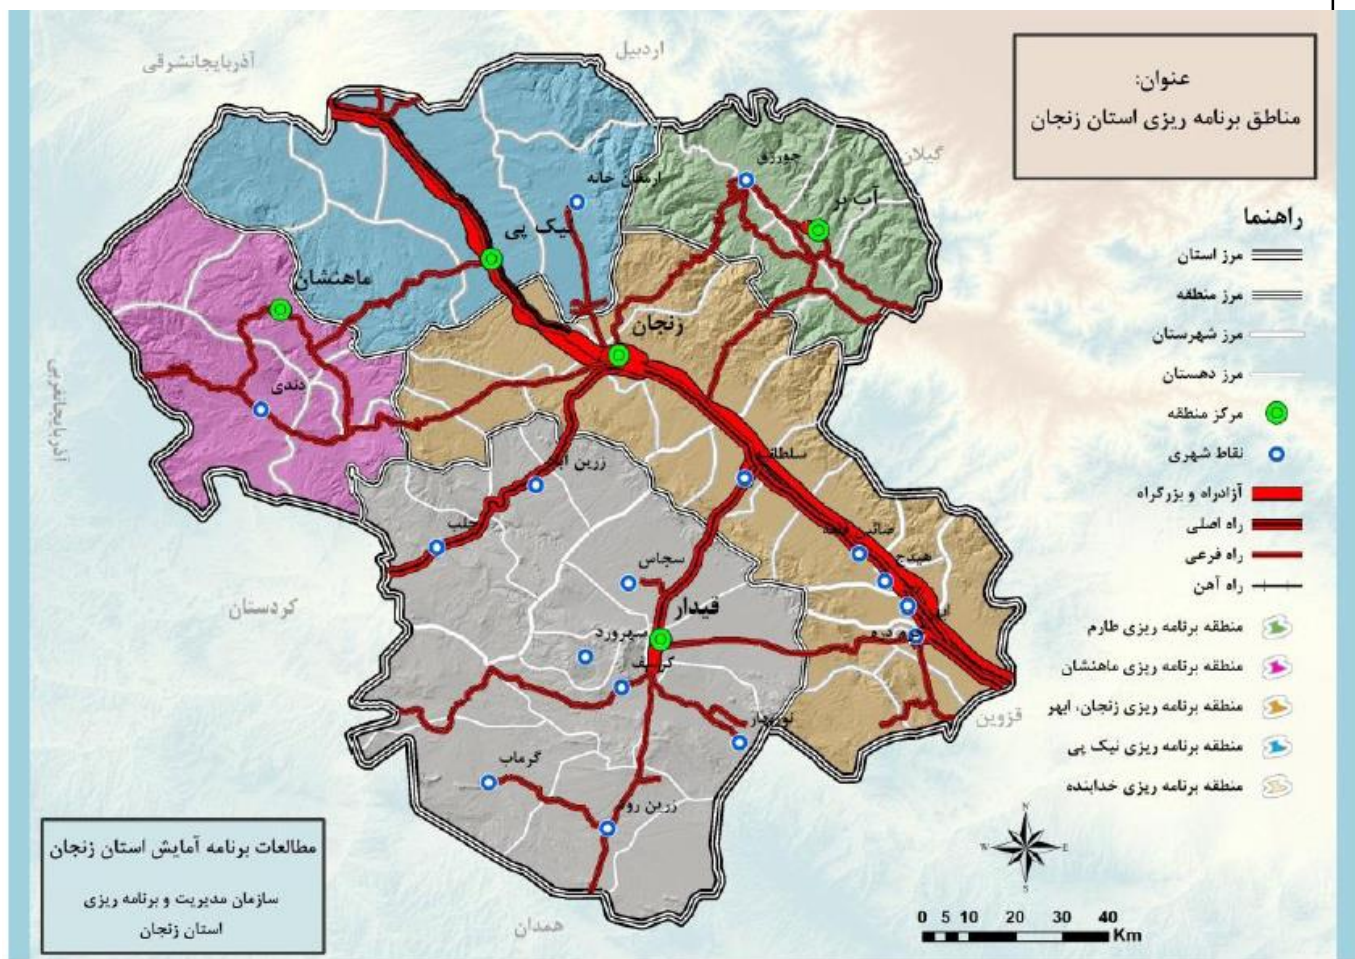 عنوان:
مناطق برنامه ریزی استان زنجان
راهنما
مرز استان
مرز منطقه
مرز شهرستان
مرز دهستان
مرکز منطقه
نقاط شهری
آزادراه و بزرگراه
راه اصلی
راه فرعی
راه آهن
منطقه برنامه ریزی طارم
منطقه برنامه ریزی ماهنشان
منطقه برنامه ریزی زنجان، ابهر
منطقه برنامه ریزی نیک پی
منطقه برنامه ریزی خدابنده
اردبیل
آذربایجانشرقی
گیلان
چورزق
آب بر
ارمغان خانه
نیک پی
ماهنشان
زنجان
دندی
آذربایجانغربی
سلطانیه
زرین آباد
حلب
هیدج
سجاس
قیدار
سهرورد
کردستان
قزوین
گرماب
زرین رود
همدان
مطالعات برنامه آمایش استان زنجان
سازمان مدیریت و برنامه ریزی
استان زنجان
N
W
E
S
0 5 10 20 30 40
Km